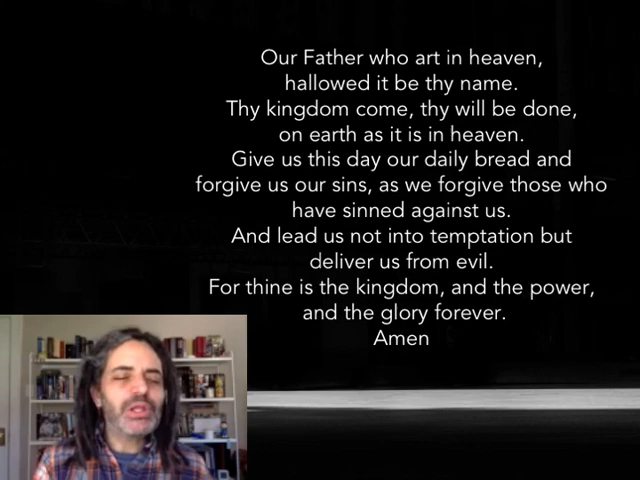 Our Father who art in heaven,
hallowed it be thy name.
Thy kingdom come, thy will be done,
on earth as it is in heaven.
Give us this day our daily bread and
forgive us our sins, as we forgive those who
have sinned against us.
And lead us not into temptation but
deliver us from evil.
For thine is the kingdom, and the power,
and the glory forever.
Amen